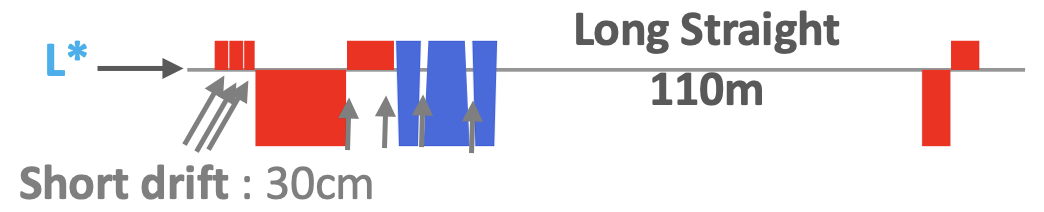 Long Straight
L*
110m
Short drift : 30cm